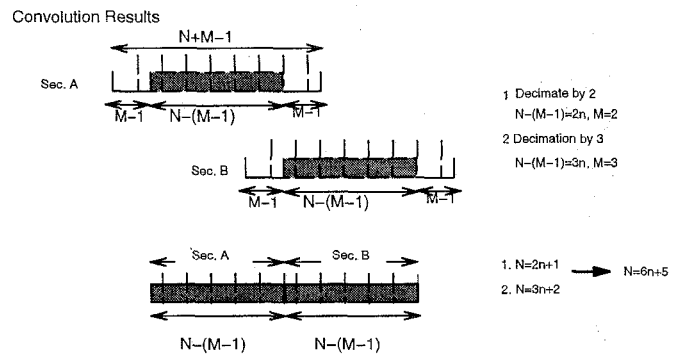 Convolution Results
N+M−1
Sec. A
M−1 N−(M−1) M−1
1 Decimate by 2
N−(M−1)=2n, M=2
2 Decimation by 3
N−(M−1)=3n, M=3
Sec. B
M−1 N−(M−1) M−1
Sec. A Sec. B
1. N=2n+1
N=6n+5
2. N=3n+2
N−(M−1) N−(M−1)